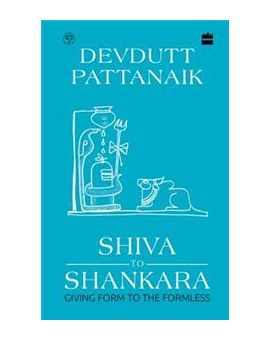 DEVDUTT
PATTANAIK
SHIVA
TO
SHANKARA
GIVING FORM TO THE FORMLESS